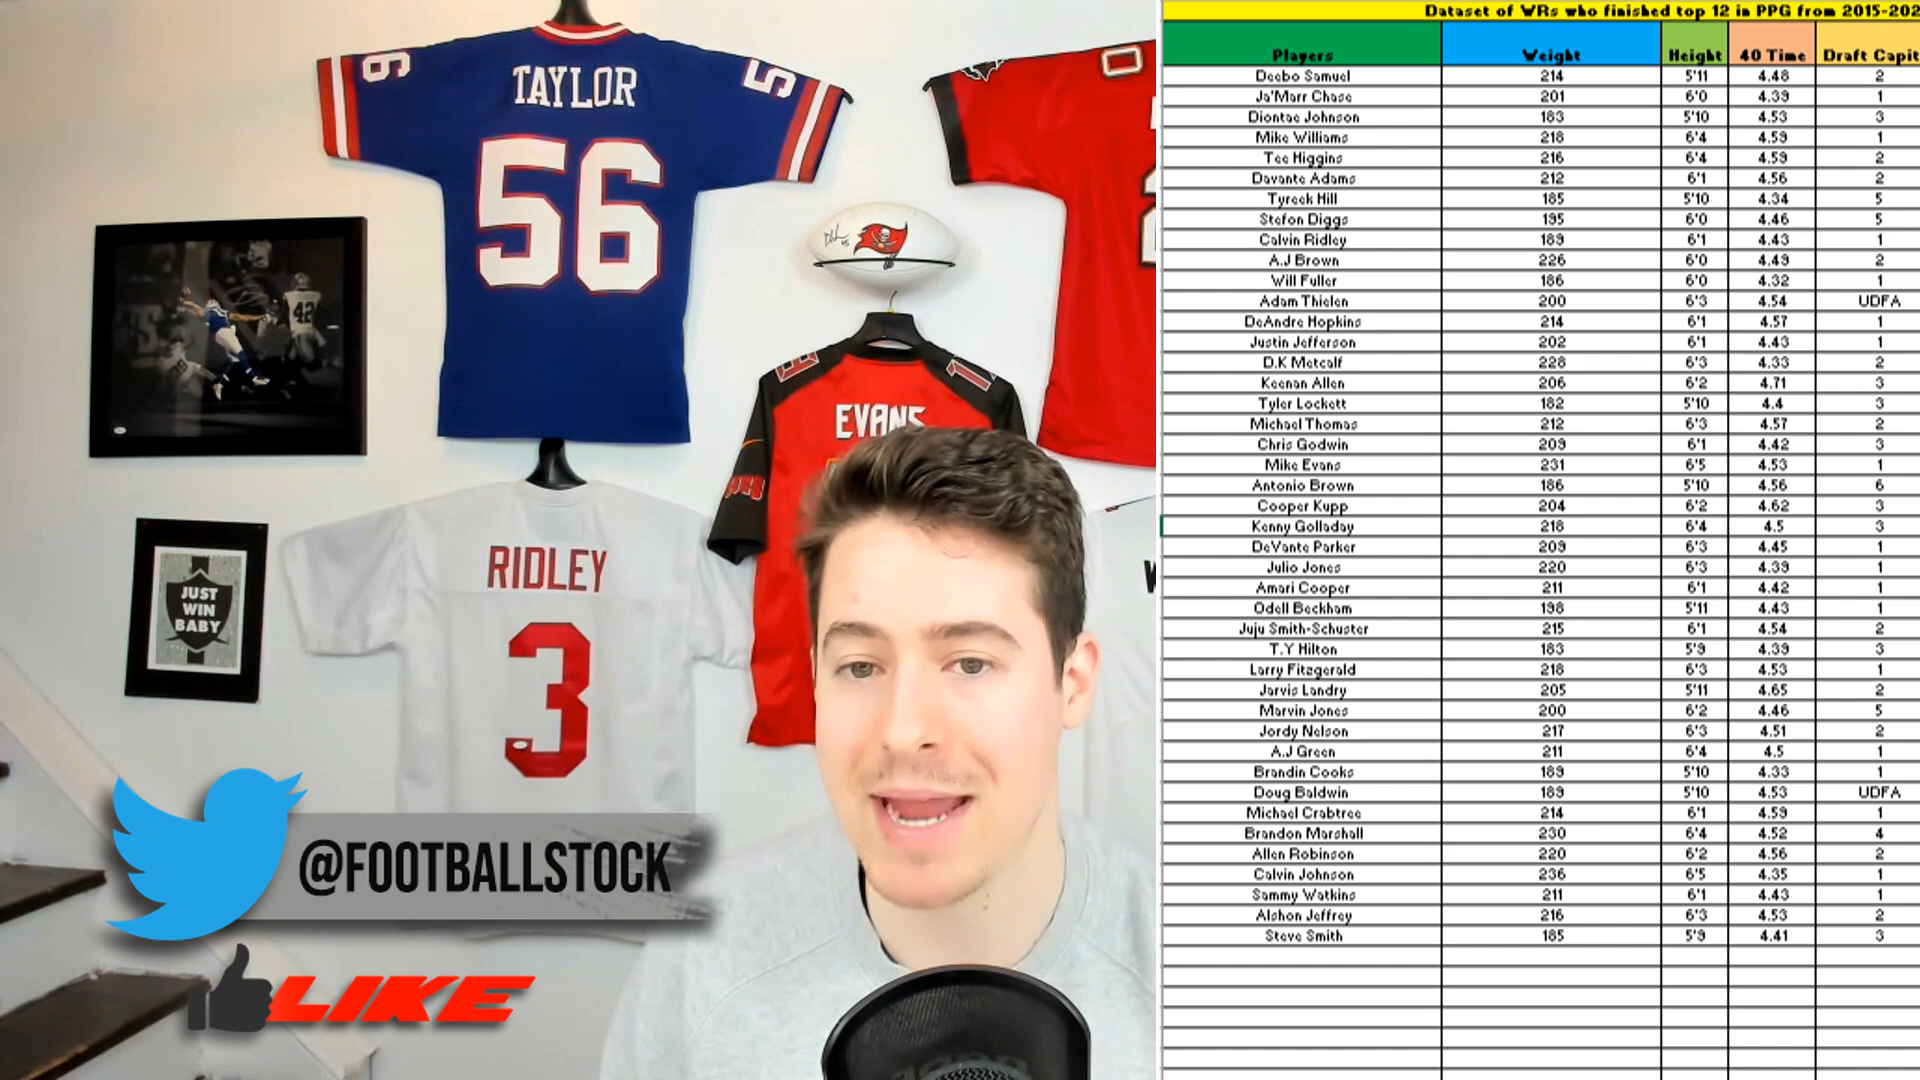 56
TAYLOR
5
56
0
EVANS
RIDLEY
3
JUST
WIN
BABY
@FOOTBALLSTOCK
LIKE
Dataset of WRs who finished top 12 in PPG from 2015-202
Players Weight Height 40 Time Draft Capit
Deebo Samuel 214 5'11 4.48 2
Ja'Marr Chase 201 6'0 4.39 1
Diontae Johnson 183 5'10 4.53 3
Mike Williams 218 6'4 4.59 1
Tee Higgins 216 6'4 4.59 2
Davante Adams 212 6'1 4.56 2
Tyreek Hill 185 5'10 4.34 5
Stefon Diggs 195 6'0 4.46 5
Calvin Ridley 189 6'1 4.43 1
A.J Brown 226 6'0 4.49 2
Will Fuller 186 6'0 4.32 1
Adam Thielen 200 6'3 4.54 UDFA
DeAndre Hopkins 214 6'1 4.57 1
Justin Jefferson 202 6'1 4.43 1
D.K Metcalf 228 6'3 4.33 2
Keenan Allen 206 6'2 4.71 3
Tyler Lockett 182 5'10 4.4 3
Michael Thomas 212 6'3 4.57 2
Chris Godwin 209 6'1 4.42 3
Mike Evans 231 6'5 4.53 1
Antonio Brown 186 5'10 4.56 6
Cooper Kupp 204 6'2 4.62 3
Kenny Golladay 218 6'4 4.5 3
DeVante Parker 209 6'3 4.45 1
Julio Jones 220 6'3 4.39 1
Amari Cooper 211 6'1 4.42 1
Odell Beckham 198 5'11 4.43 1
Juju Smith-Schuster 215 6'1 4.54 2
T.Y Hilton 183 5'9 4.39 3
Larry Fitzgerald 218 6'3 4.53 1
Jarvis Landry 205 5'11 4.65 2
Marvin Jones 200 6'2 4.46 5
Jordy Nelson 217 6'3 4.51 2
A.J Green 211 6'4 4.5 1
Brandin Cooks 189 5'10 4.33 1
Doug Baldwin 189 5'10 4.53 UDFA
Michael Crabtree 214 6'1 4.59 1
Brandon Marshall 230 6'4 4.52 4
Allen Robinson 220 6'2 4.56 2
Calvin Johnson 236 6'5 4.35 1
Sammy Watkins 211 6'1 4.43 1
Alshon Jeffrey 216 6'3 4.53 2
Steve Smith 185 5'9 4.41 3